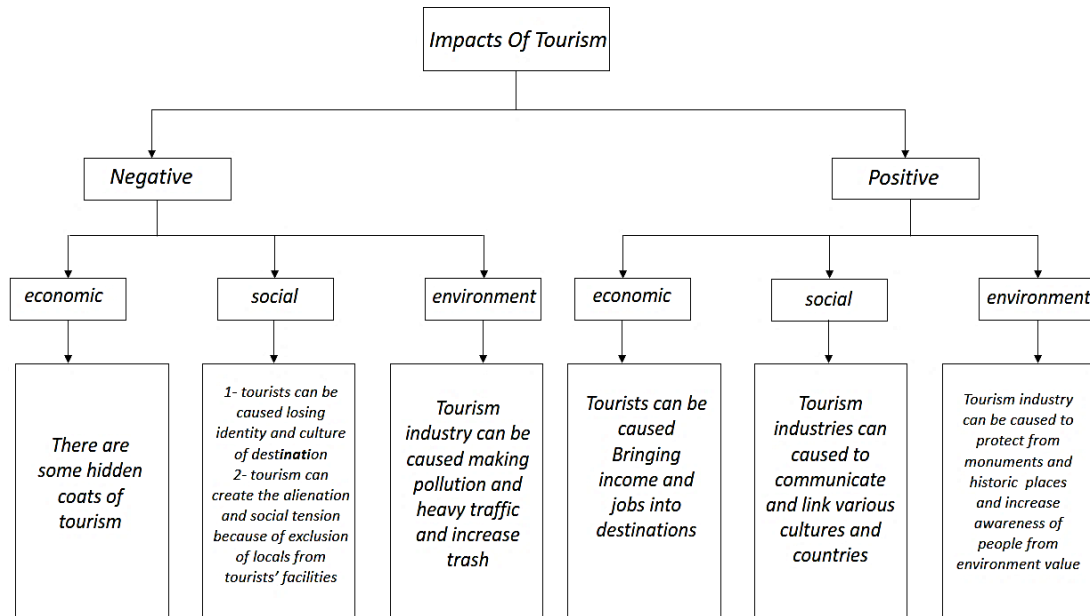 Impacts Of Tourism
Negative
Positive
economic
social
environment
economic
social
environment
There are
some hidden
coats of
tourism
1- tourists can be
caused losing
identity and culture
of destination
2- tourism can
create the alienation
and social tension
because of exclusion
of locals from
tourists' facilities
Tourism
industry can be
caused making
pollution and
heavy traffic
and increase
trash
Tourists can be
caused
Bringing
income and
jobs into
destinations
Tourism
industries can
caused to
communicate
and link various
cultures and
countries
Tourism industry
can be caused to
protect from
monuments and
historic places
and increase
awareness of
people from
environment value